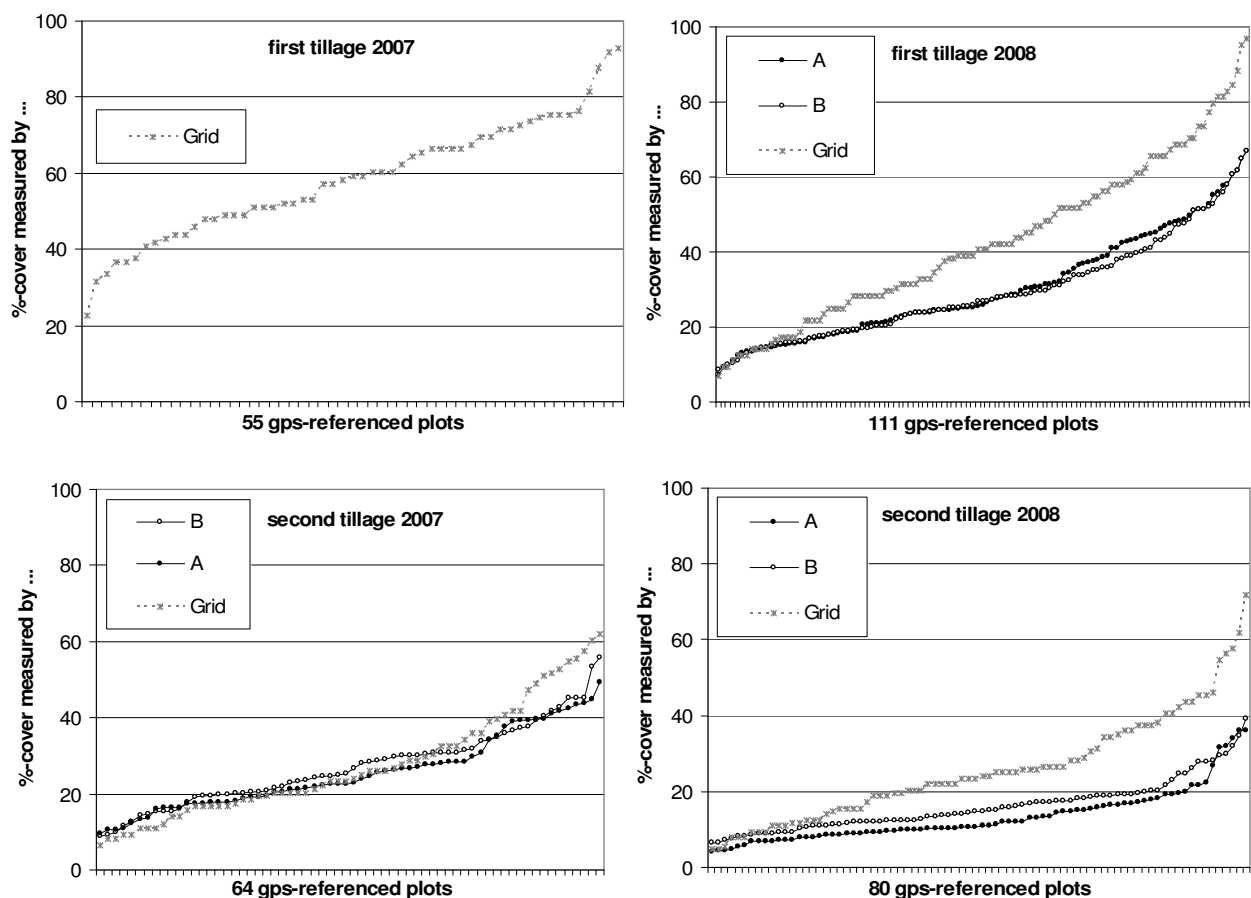 first tillage 2007
%-cover measured by ...
100
80
60
40
20
0
Grid
55 gps-referenced plots
first tillage 2008
%-cover measured by ...
100
80
60
40
20
0
A
B
Grid
111 gps-referenced plots
second tillage 2007
%-cover measured by ...
100
80
60
40
20
0
B
A
Grid
64 gps-referenced plots
second tillage 2008
%-cover measured by ...
100
80
60
40
20
0
A
B
Grid
80 gps-referenced plots